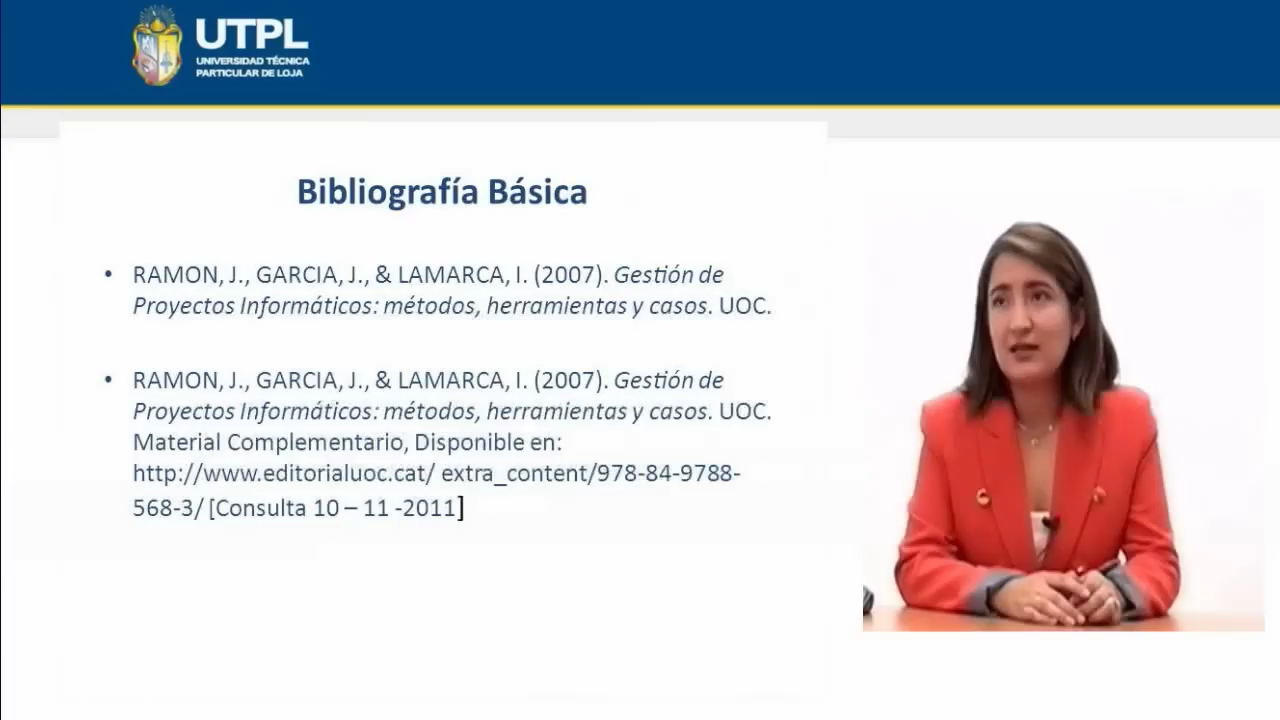 UTPL
UNIVERSIDAD TÉCNICA
PARTICULAR DE LOJA
Bibliografía Básica
• RAMON, J., GARCIA, J., & LAMARCA, I. (2007). Gestión de
Proyectos Informáticos: métodos, herramientas y casos. UOC.
• RAMON, J., GARCIA, J., & LAMARCA, I. (2007). Gestión de
Proyectos Informáticos: métodos, herramientas y casos. UOC.
Material Complementario, Disponible en:
http://www.editorialuoc.cat/ extra_content/978-84-9788-
568-3/ [Consulta 10 – 11 -2011]